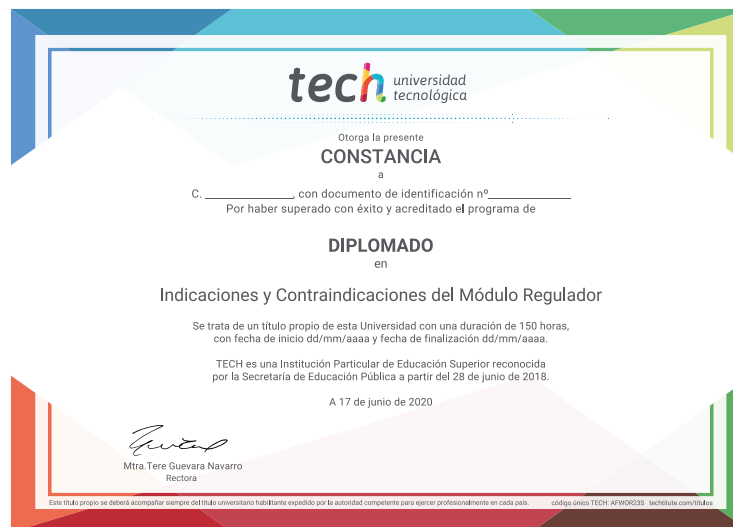 tech universidad
tecnológica
Otorga la presente
CONSTANCIA
a
C. ______________, con documento de identificación nº______________
Por haber superado con éxito y acreditado el programa de
DIPLOMADO
en
Indicaciones y Contraindicaciones del Módulo Regulador
Se trata de un título propio de esta Universidad con una duración de 150 horas,
con fecha de inicio dd/mm/aaaa y fecha de finalización dd/mm/aaaa.
TECH es una Institución Particular de Educación Superior reconocida
por la Secretaría de Educación Pública a partir del 28 de junio de 2018.
A 17 de junio de 2020
Mtra.Tere Guevara Navarro
Rectora
Este título propio se deberá acompañar siempre del título universitario habilitante expedido por la autoridad competente para ejercer profesionalmente en cada país. código único TECH: AFWOR23S techtitute.com/títulos